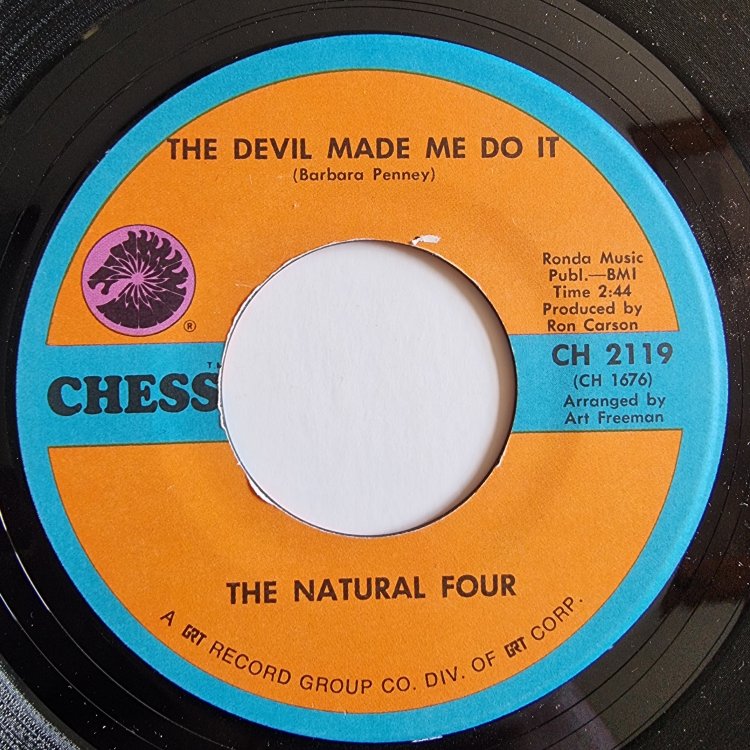 THE DEVIL MADE ME DO IT
(Barbara Penney)
Ronda Music
Publ.—BMI
Time 2:44
Produced by
Ron Carson
®
CHESS
CH 2119
(CH 1676)
Arranged by
Art Freeman
THE NATURAL FOUR
A GRT RECORD GROUP CO. DIV. OF GRT CORP.